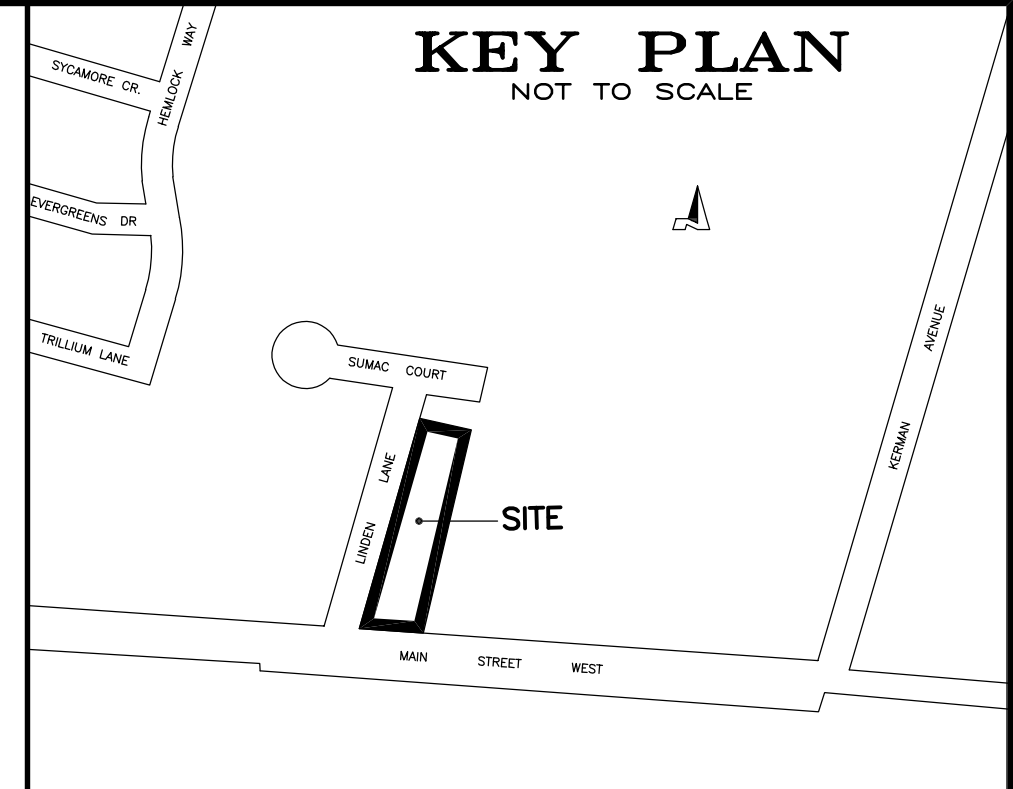 KEY PLAN
NOT TO SCALE
SYCAMORE CR.
HEMLOCK WAY
EVERGREENS DR
TRILLIUM LANE
SUMAC COURT
LINDEN LANE
SITE
KERMAN AVENUE
MAIN STREET WEST